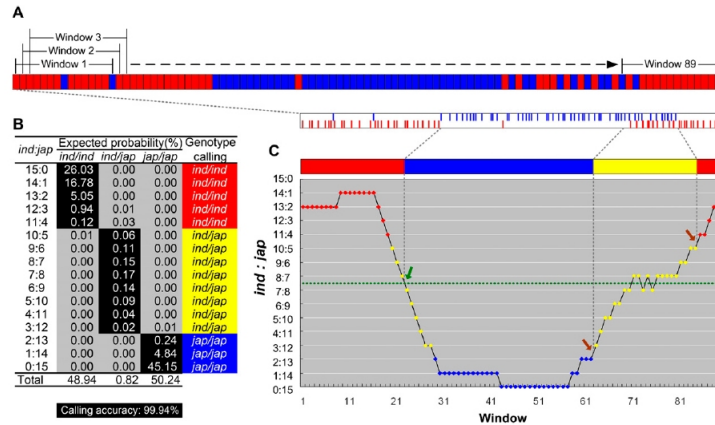 A
Window 3
Window 2
Window 1
Window 89
B
ind:jap Expected probability(%) Genotype calling
ind/ind ind/jap jap/jap
15:0 26.03 0.00 0.00 ind/ind
14:1 16.78 0.00 0.00 ind/ind
13:2 5.05 0.00 0.00 ind/ind
12:3 0.94 0.01 0.00 ind/ind
11:4 0.12 0.03 0.00 ind/ind
10:5 0.01 0.06 0.00 ind/jap
9:6 0.00 0.11 0.00 ind/jap
8:7 0.00 0.15 0.00 ind/jap
7:8 0.00 0.17 0.00 ind/jap
6:9 0.00 0.14 0.00 ind/jap
5:10 0.00 0.09 0.00 ind/jap
4:11 0.00 0.04 0.00 ind/jap
3:12 0.00 0.02 0.01 ind/jap
2:13 0.00 0.00 0.24 jap/jap
1:14 0.00 0.00 4.84 jap/jap
0:15 0.00 0.00 45.15 jap/jap
Total 48.94 0.82 50.24
Calling accuracy: 99.94%
C
15:0
14:1
13:2
12:3
11:4
10:5
9:6
8:7
7:8
6:9
5:10
4:11
3:12
2:13
1:14
0:15
ind : jap
1 11 21 31 41 51 61 71 81
Window